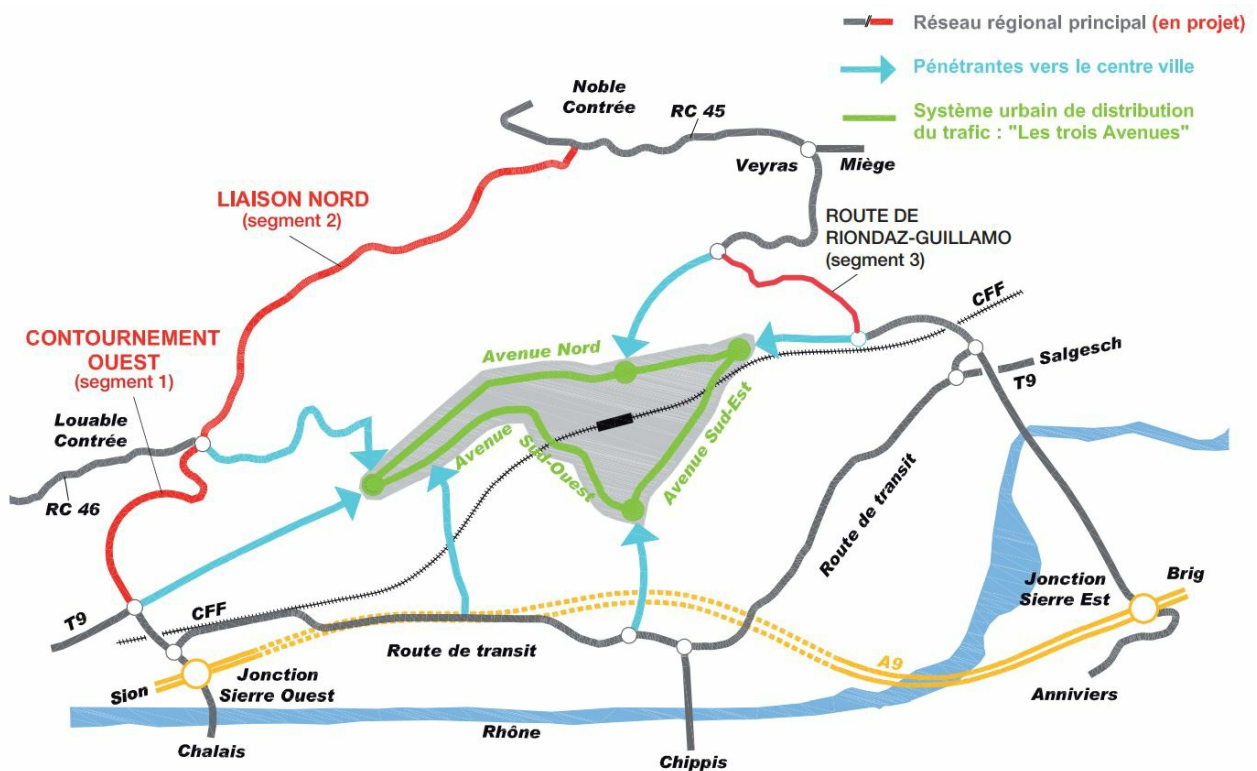 Réseau régional principal (en projet)
Pénétrantes vers le centre ville
Système urbain de distribution
du trafic : "Les trois Avenues"
Noble
Contrée
RC 45
Veyras
Miège
LIAISON NORD
(segment 2)
ROUTE DE
RIONDAZ-GUILLAMO
(segment 3)
CFF
CONTOURNEMENT
OUEST
(segment 1)
Avenue Nord
Salgesch
T9
Louable
Contrée
Avenue
Sud-Ouest
Avenue Sud-Est
RC 46
Route de transit
Jonction
Sierre Est
Brig
T9
CFF
Route de transit
A9
Sion
Jonction
Sierre Ouest
Anniviers
Rhône
Chalais
Chippis